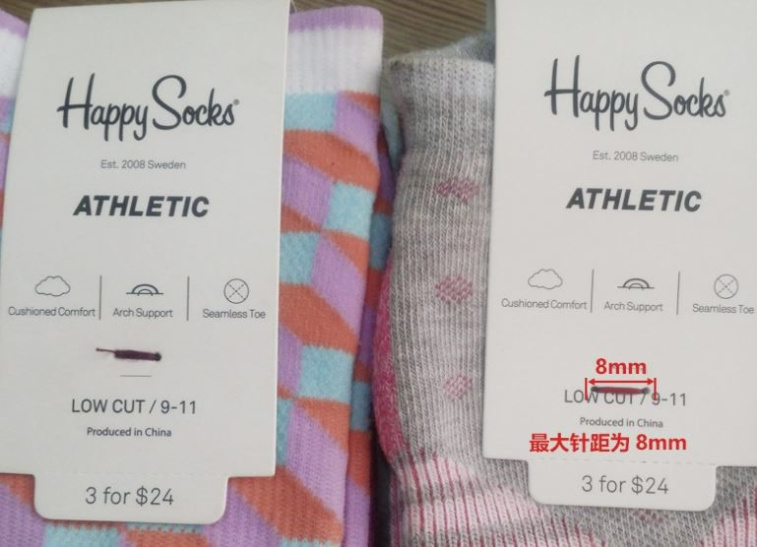 Happy Socks®
Est. 2008 Sweden
ATHLETIC
Cushioned Comfort
Arch Support
Seamless Toe
LOW CUT / 9-11
Produced in China
3 for $24
Happy Socks®
Est. 2008 Sweden
ATHLETIC
Cushioned Comfort
Arch Support
Seamless Toe
8mm
LOW CUT / 9-11
Produced in China
最大针距为 8mm
3 for $24